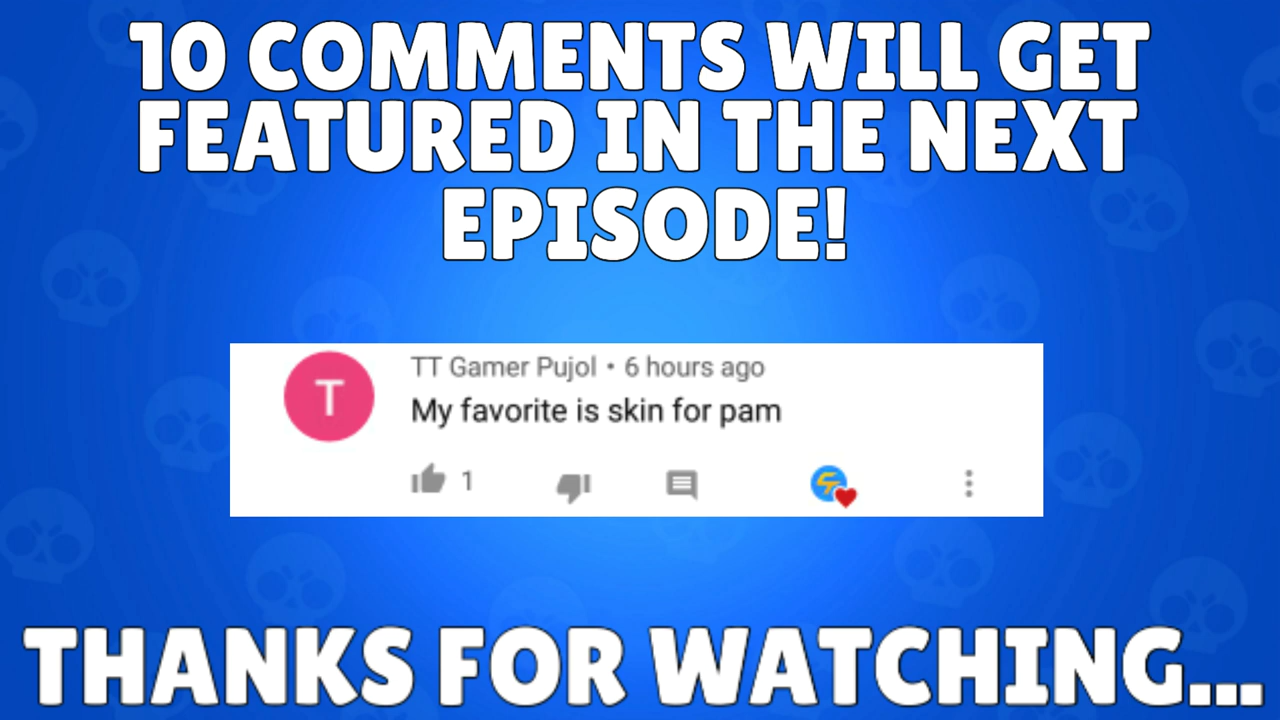 10 COMMENTS WILL GET
FEATURED IN THE NEXT
EPISODE!
T
TT Gamer Pujol • 6 hours ago
My favorite is skin for pam
1
THANKS FOR WATCHING...